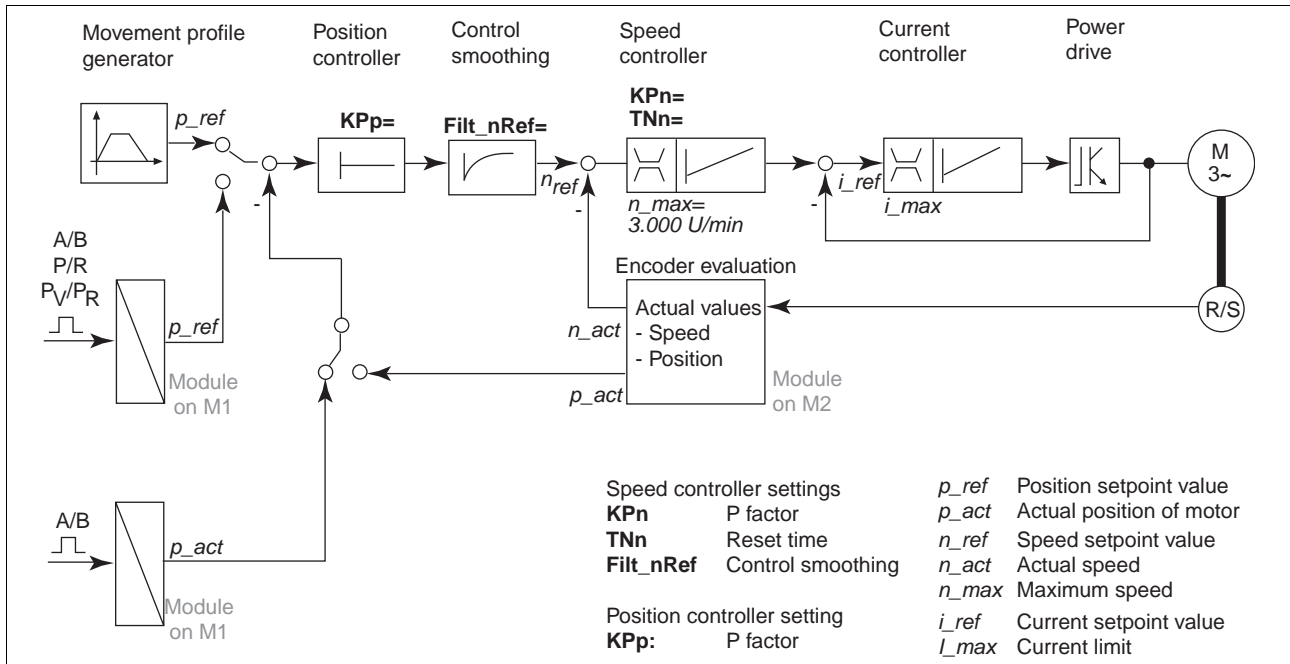 Movement profile
generator
Position
controller
Control
smoothing
Speed
controller
Current
controller
Power
drive
p_ref
KPp=
Filt_nRef=
n_ref
KPn=
TNn=
n_max=
3.000 U/min
i_ref
i_max
M
3~
-
-
-
A/B
P/R
PV/PR
p_ref
Module
on M1
Encoder evaluation
Actual values
- Speed
- Position
n_act
p_act
Module
on M2
R/S
A/B
p_act
Module
on M1
Speed controller settings
KPn P factor
TNn Reset time
Filt_nRef Control smoothing
Position controller setting
KPp: P factor
p_ref Position setpoint value
p_act Actual position of motor
n_ref Speed setpoint value
n_act Actual speed
n_max Maximum speed
i_ref Current setpoint value
I_max Current limit